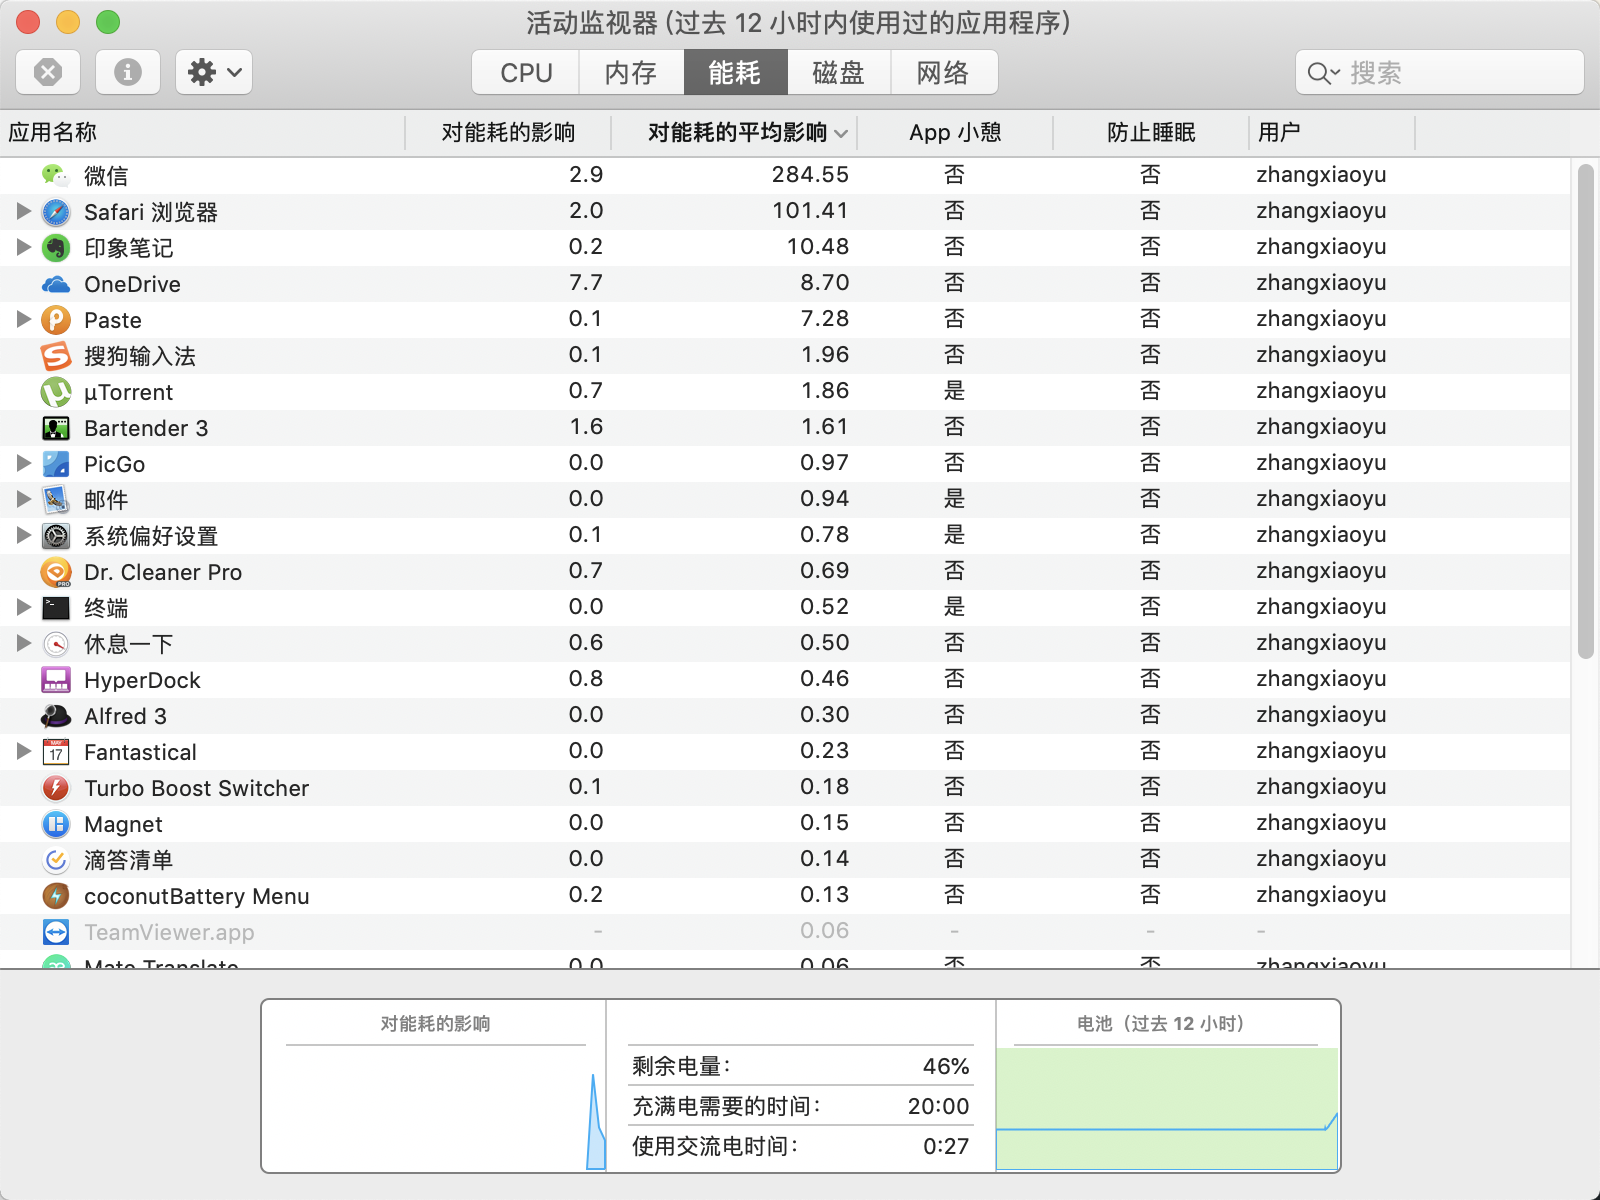 活动监视器 (过去 12 小时内使用过的应用程序)
CPU 内存 能耗 磁盘 网络 搜索
应用名称 对能耗的影响 对能耗的平均影响 App 小憩 防止睡眠 用户
微信 2.9 284.55 否 否 zhangxiaoyu
Safari 浏览器 2.0 101.41 否 否 zhangxiaoyu
印象笔记 0.2 10.48 否 否 zhangxiaoyu
OneDrive 7.7 8.70 否 否 zhangxiaoyu
Paste 0.1 7.28 否 否 zhangxiaoyu
搜狗输入法 0.1 1.96 否 否 zhangxiaoyu
µTorrent 0.7 1.86 是 否 zhangxiaoyu
Bartender 3 1.6 1.61 否 否 zhangxiaoyu
PicGo 0.0 0.97 否 否 zhangxiaoyu
邮件 0.0 0.94 是 否 zhangxiaoyu
系统偏好设置 0.1 0.78 是 否 zhangxiaoyu
Dr. Cleaner Pro 0.7 0.69 否 否 zhangxiaoyu
终端 0.0 0.52 是 否 zhangxiaoyu
休息一下 0.6 0.50 否 否 zhangxiaoyu
HyperDock 0.8 0.46 否 否 zhangxiaoyu
Alfred 3 0.0 0.30 否 否 zhangxiaoyu
Fantastical 0.0 0.23 否 否 zhangxiaoyu
Turbo Boost Switcher 0.1 0.18 否 否 zhangxiaoyu
Magnet 0.0 0.15 否 否 zhangxiaoyu
滴答清单 0.0 0.14 否 否 zhangxiaoyu
coconutBattery Menu 0.2 0.13 否 否 zhangxiaoyu
TeamViewer.app - 0.06 - - -
Mate Translate 0.0 0.06 否 否 zhangxiaoyu
对能耗的影响
剩余电量： 46%
充满电需要的时间： 20:00
使用交流电时间： 0:27
电池（过去 12 小时）